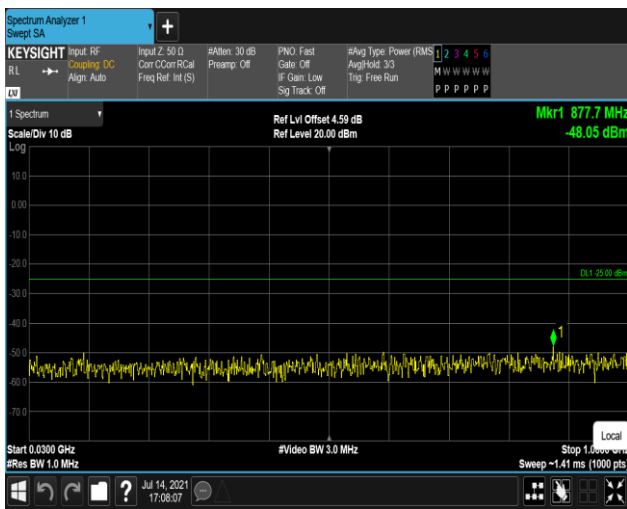 Spectrum Analyzer 1
Swept SA
+
KEYSIGHT
RL
LXI
Input: RF
Coupling: DC
Align: Auto
Input Z: 50 Ω
Corr CCorr RCal
Freq Ref: Int (S)
#Atten: 30 dB
Preamp: Off
PNO: Fast
Gate: Off
IF Gain: Low
Sig Track: Off
#Avg Type: Power (RMS
Avg|Hold: 3/3
Trig: Free Run
1 2 3 4 5 6
M W W W W W
P P P P P P
1 Spectrum
Scale/Div 10 dB
Log
Ref Lvl Offset 4.59 dB
Ref Level 20.00 dBm
Mkr1 877.7 MHz
-48.05 dBm
10.0
0.00
-10.0
-20.0
DL1 -25.00 dBm
-30.0
-40.0
1
-50.0
-60.0
-70.0
Local
Start 0.0300 GHz
#Res BW 1.0 MHz
#Video BW 3.0 MHz
Stop 1.0000 GHz
Sweep ~1.41 ms (1000 pts
?
Jul 14, 2021
17:08:07